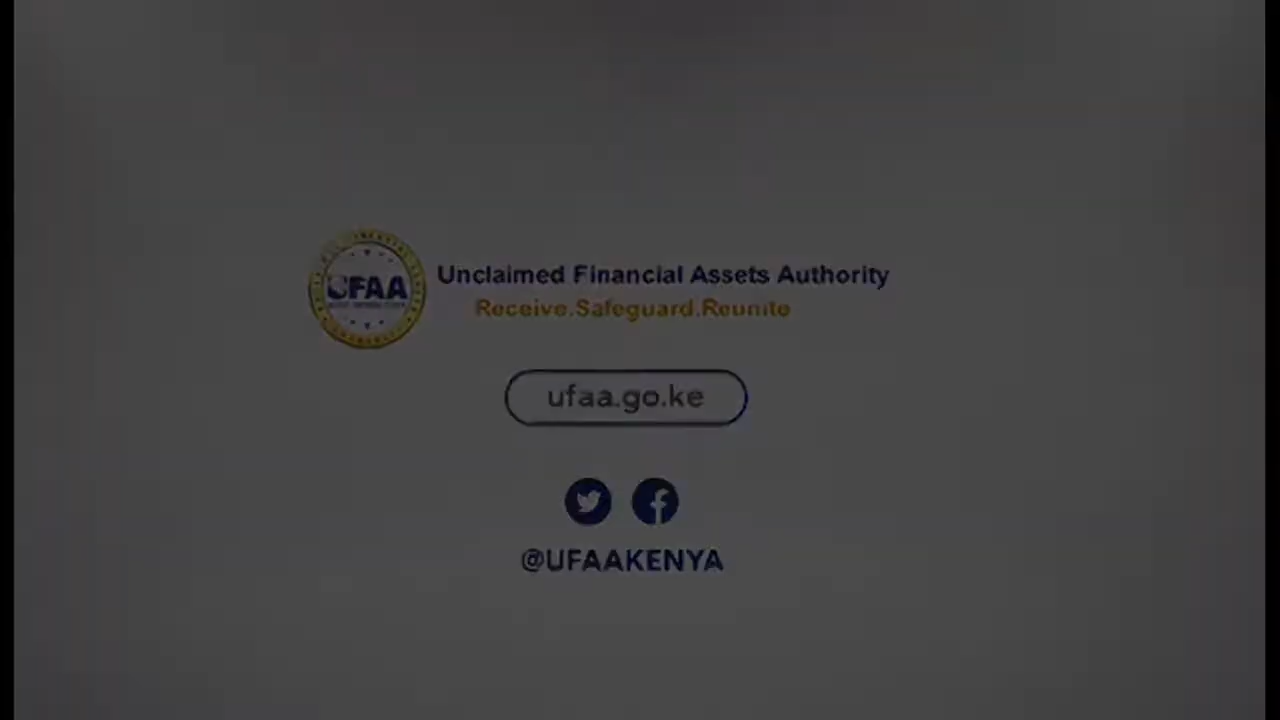 UFAA
Unclaimed Financial Assets Authority
Receive.Safeguard.Reunite
ufaa.go.ke
@UFAAKENYA